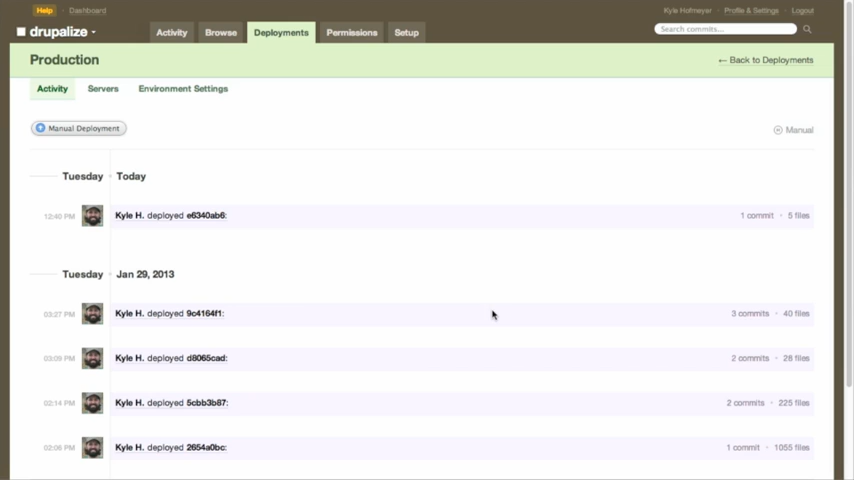 Help Dashboard Kyle Hofmeyer · Profile & Settings · Logout
drupalize Activity Browse Deployments Permissions Setup Search commits...
Production ← Back to Deployments
Activity Servers Environment Settings
Manual Deployment Manual
Tuesday Today
12:40 PM Kyle H. deployed e6340ab6: 1 commit · 5 files
Tuesday Jan 29, 2013
03:27 PM Kyle H. deployed 9c4164f1: 3 commits · 40 files
03:09 PM Kyle H. deployed d8065cad: 2 commits · 28 files
02:14 PM Kyle H. deployed 5cbb3b87: 2 commits · 225 files
02:06 PM Kyle H. deployed 2654a0bc: 1 commit · 1055 files